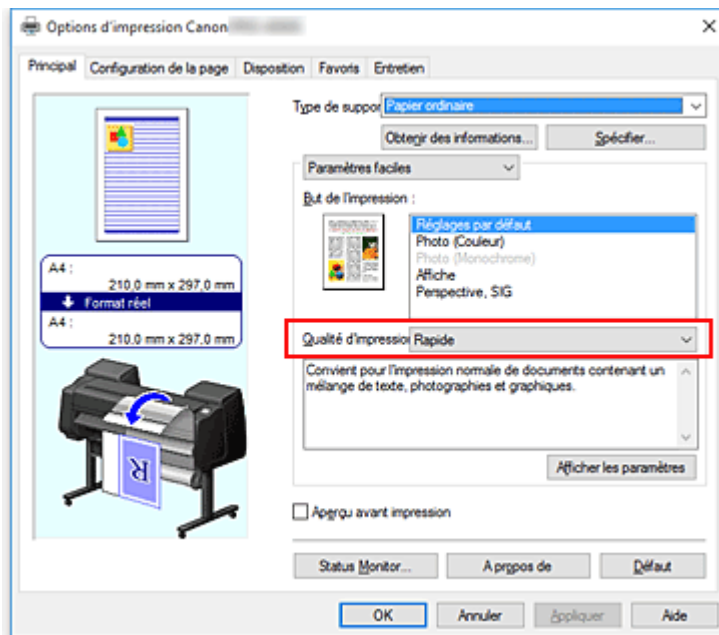 Options d'impression Canon
Principal Configuration de la page Disposition Favoris Entretien
Type de suppor Papier ordinaire
Obtenir des informations... Spécifier...
Paramètres faciles
But de l'impression :
Réglages par défaut
Photo (Couleur)
Photo (Monochrome)
Affiche
Perspective, SIG
A4 :
210,0 mm x 297,0 mm
Format réel
A4 :
210.0 mm x 297.0 mm
Qualité d'impression Rapide
Convient pour l'impression normale de documents contenant un
mélange de texte, photographies et graphiques.
R
Afficher les paramètres
Aperçu avant impression
Status Monitor... A propos de Défaut
OK Annuler Appliquer Aide